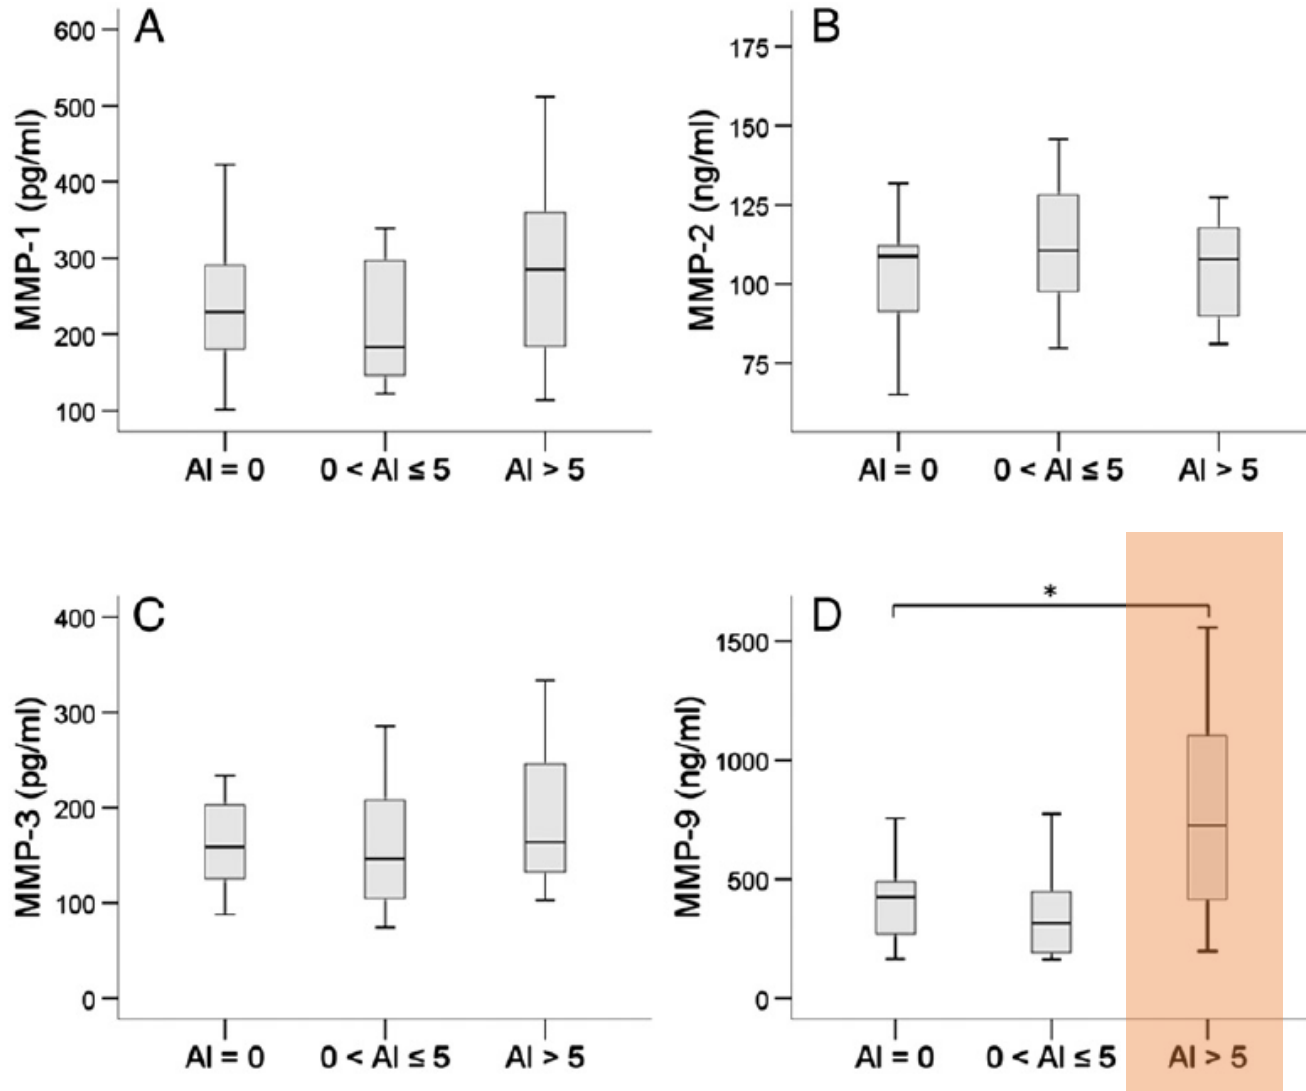 A
MMP-1 (pg/ml)
600
500
400
300
200
100
AI = 0
0 < AI ≤ 5
AI > 5
B
MMP-2 (ng/ml)
175
150
125
100
75
AI = 0
0 < AI ≤ 5
AI > 5
C
MMP-3 (pg/ml)
400
300
200
100
0
AI = 0
0 < AI ≤ 5
AI > 5
D
*
MMP-9 (ng/ml)
1500
1000
500
0
AI = 0
0 < AI ≤ 5
AI > 5